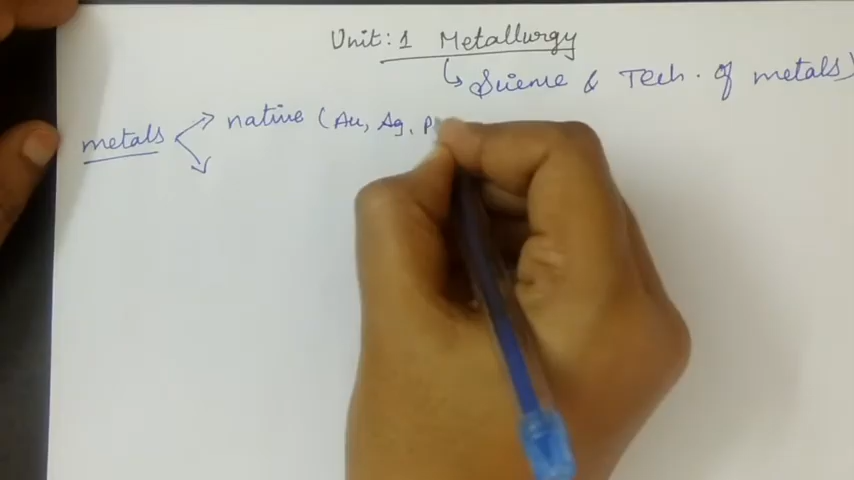 Unit: 1 Metallurgy
Science & Tech. of metals)
metals native (Au, Ag, P